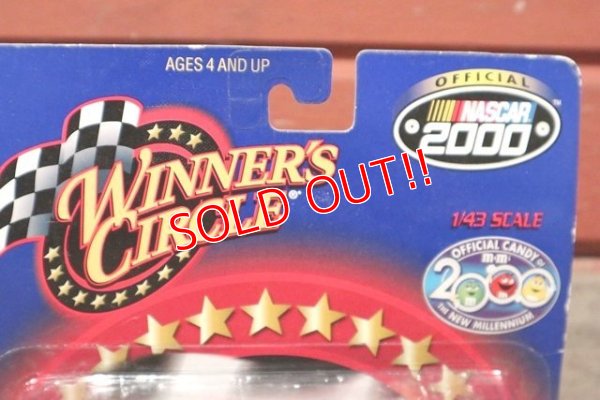 AGES 4 AND UP
OFFICIAL
NASCAR
2000
™
WINNER'S
CIRCLE
®
SOLD OUT!!
1/43 SCALE
OFFICIAL CANDY OF
m·m's
2000
THE NEW MILLENNIUM